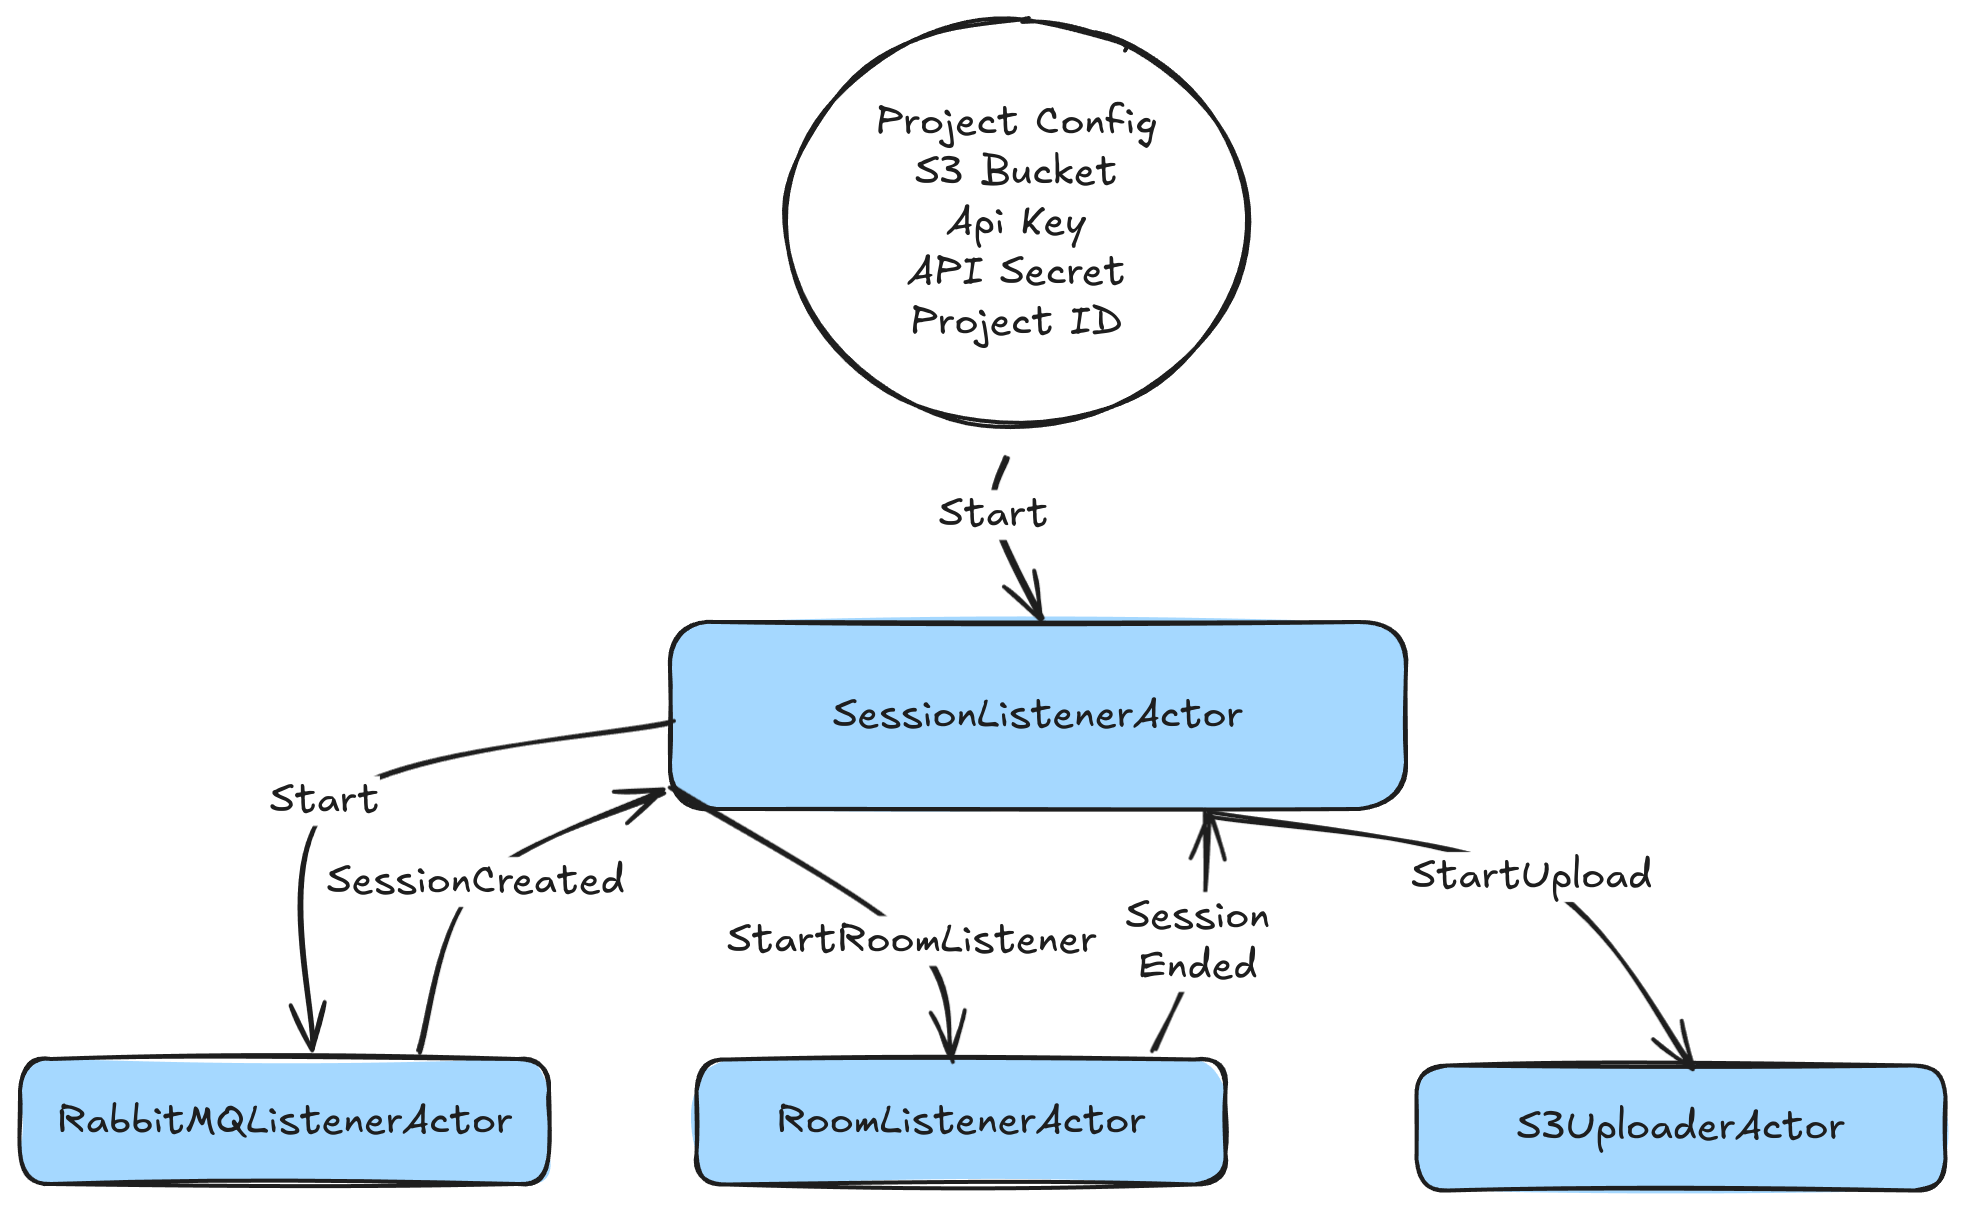 Project Config
S3 Bucket
Api Key
API Secret
Project ID
Start
SessionListenerActor
Start
SessionCreated
StartRoomListener
Session
Ended
StartUpload
RabbitMQListenerActor
RoomListenerActor
S3UploaderActor